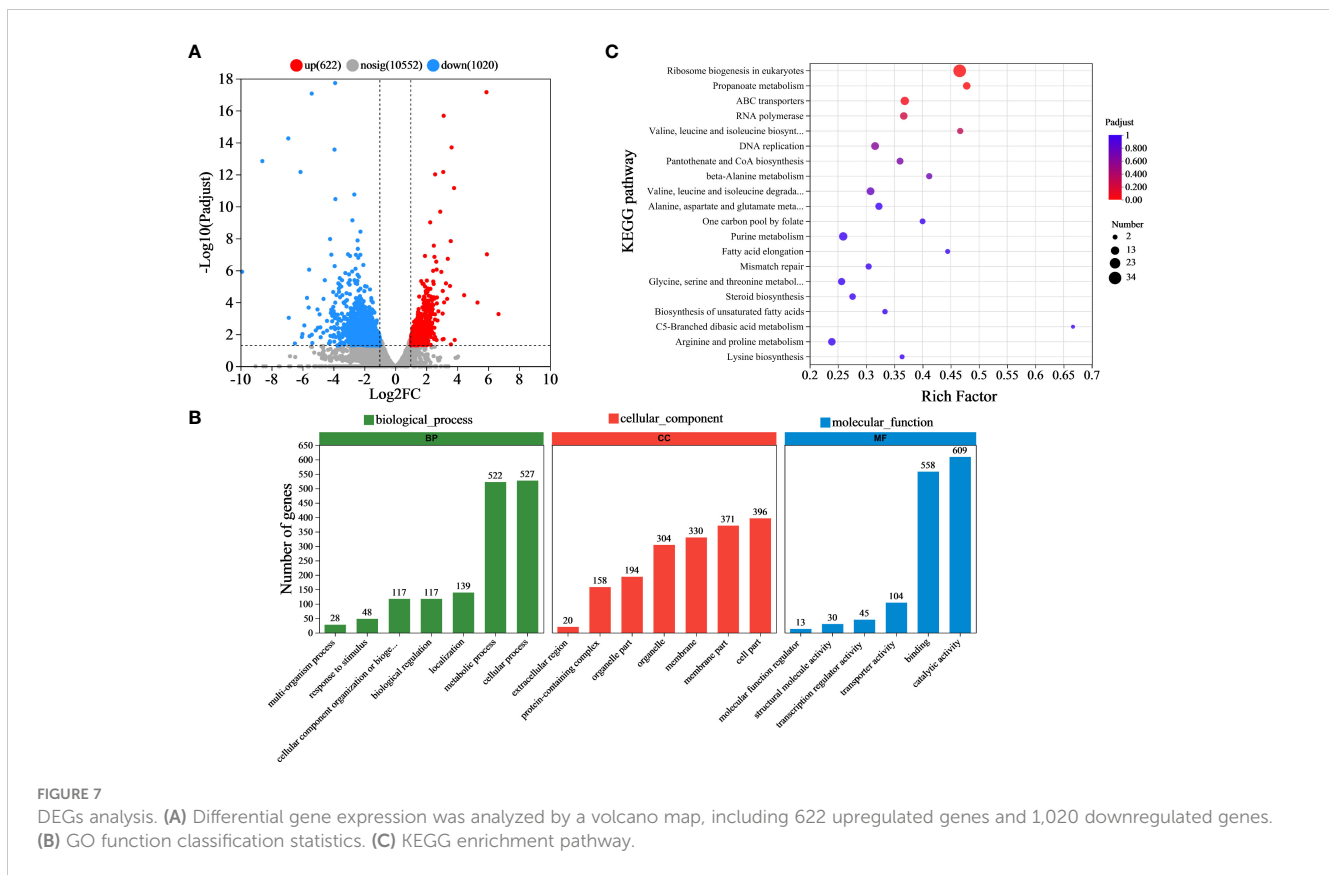 A
up(622) nosig(10552) down(1020)
18
16
14
12
10
8
6
4
2
0
-Log10(Padjust)
-10 -8 -6 -4 -2 0 2 4 6 8 10
Log2FC
C
Ribosome biogenesis in eukaryotes
Propanoate metabolism
ABC transporters
RNA polymerase
Valine, leucine and isoleucine biosynt...
DNA replication
Pantothenate and CoA biosynthesis
beta-Alanine metabolism
Valine, leucine and isoleucine degrada...
Alanine, aspartate and glutamate meta...
One carbon pool by folate
Purine metabolism
Fatty acid elongation
Mismatch repair
Glycine, serine and threonine metabol...
Steroid biosynthesis
Biosynthesis of unsaturated fatty acids
C5-Branched dibasic acid metabolism
Arginine and proline metabolism
Lysine biosynthesis
KEGG pathway
0.2 0.25 0.3 0.35 0.4 0.45 0.5 0.55 0.6 0.65 0.7
Rich Factor
Padjust
1
0.800
0.600
0.400
0.200
0.00
Number
2
13
23
34
B
biological_process cellular_component molecular_function
BP CC MF
650
600
550
500
450
400
350
300
250
200
150
100
50
0
Number of genes
28 48 117 117 139 522 527
20 158 194 304 330 371 396
13 30 45 104 558 609
multi-organism process
response to stimulus
cellular component organization or bioge...
biological regulation
localization
metabolic process
cellular process
extracellular region
protein-containing complex
organelle part
organelle
membrane
membrane part
cell part
molecular function regulator
structural molecule activity
transcription regulator activity
transporter activity
binding
catalytic activity
FIGURE 7
DEGs analysis. (A) Differential gene expression was analyzed by a volcano map, including 622 upregulated genes and 1,020 downregulated genes.
(B) GO function classification statistics. (C) KEGG enrichment pathway.